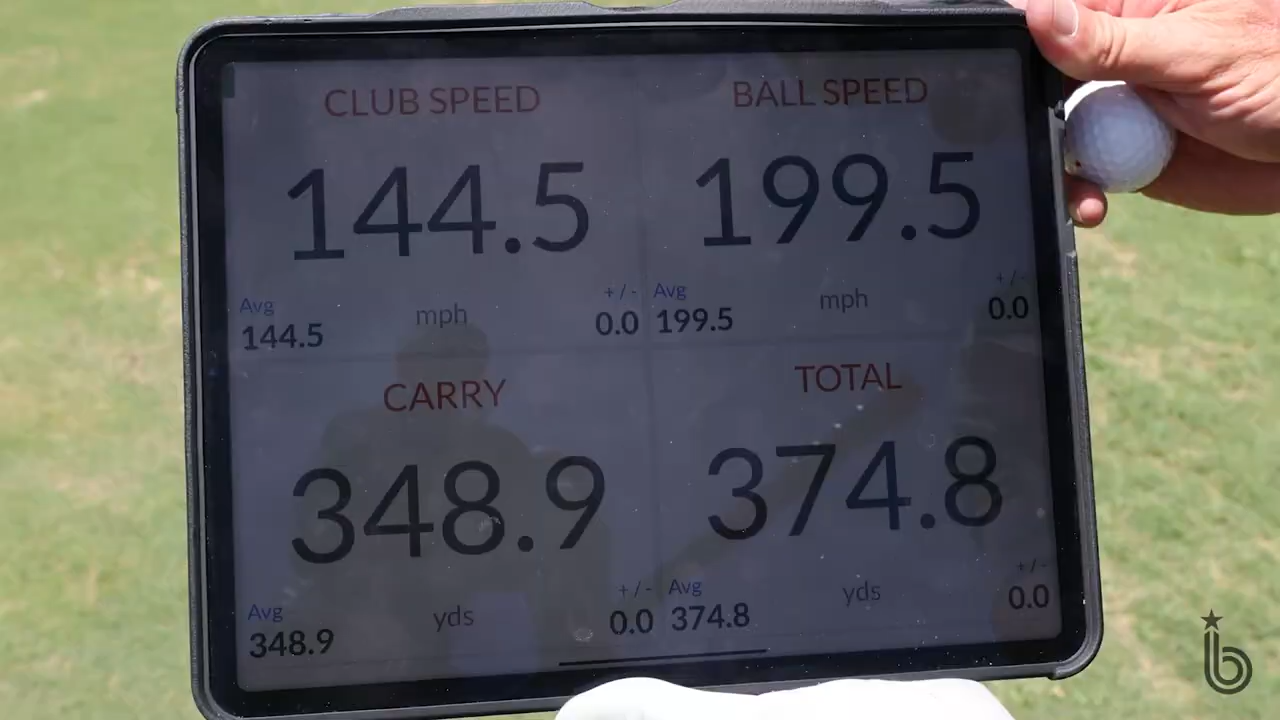 CLUB SPEED
144.5
Avg
144.5
mph
+/-
0.0
BALL SPEED
199.5
Avg
199.5
mph
+/-
0.0
CARRY
348.9
Avg
348.9
yds
+/-
0.0
TOTAL
374.8
Avg
374.8
yds
+/-
0.0
b